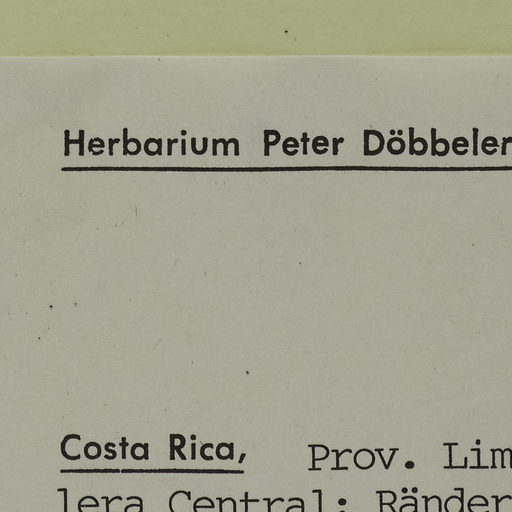 Herbarium Peter Döbbeler
Costa Rica, Prov. Lim
lera Central: Ränder